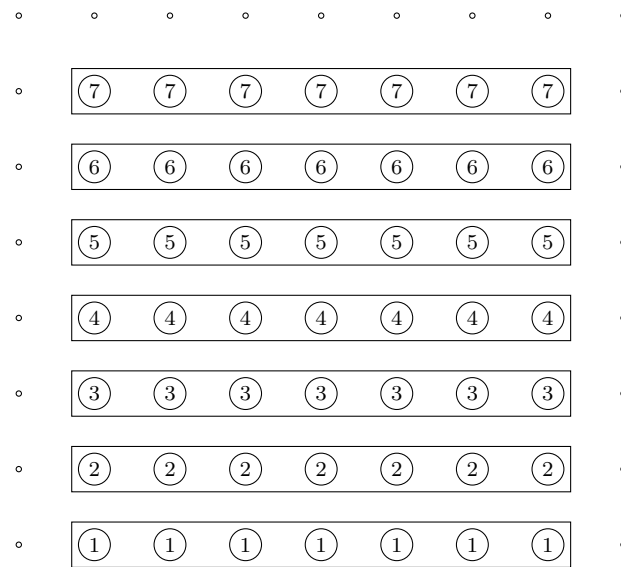 7 7 7 7 7 7 7
6 6 6 6 6 6 6
5 5 5 5 5 5 5
4 4 4 4 4 4 4
3 3 3 3 3 3 3
2 2 2 2 2 2 2
1 1 1 1 1 1 1